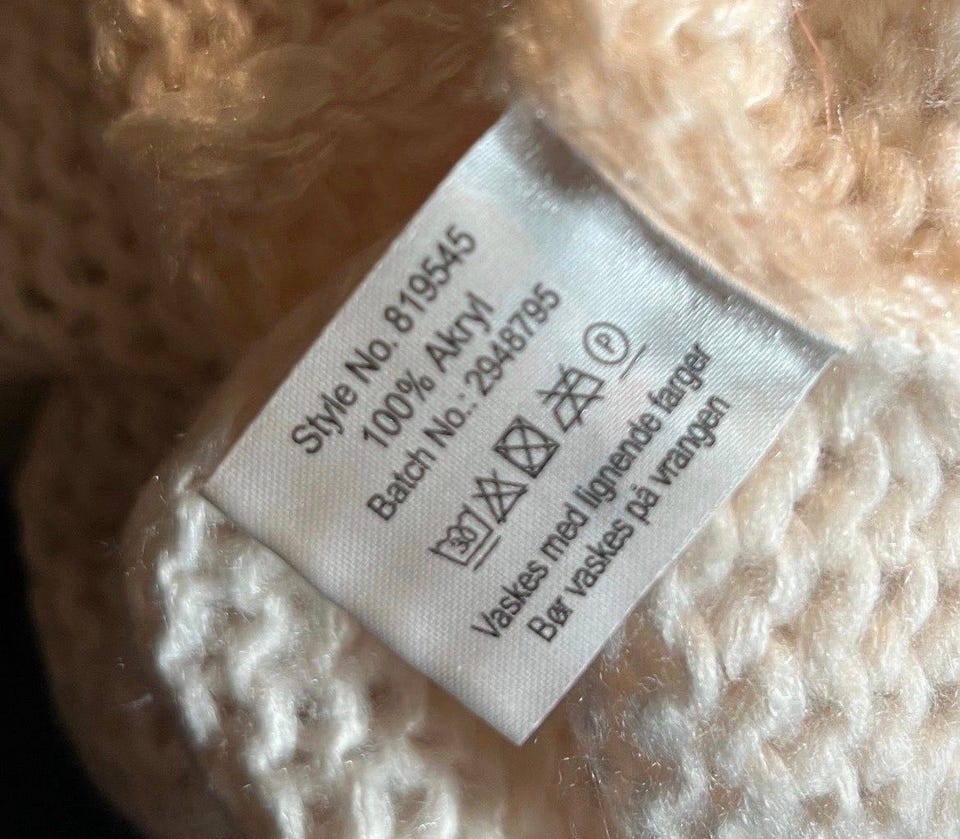 Style No. 819545
100% Akryl
Batch No.: 2948795
30 P
Vaskes med lignende farger
Bør vaskes på vrangen